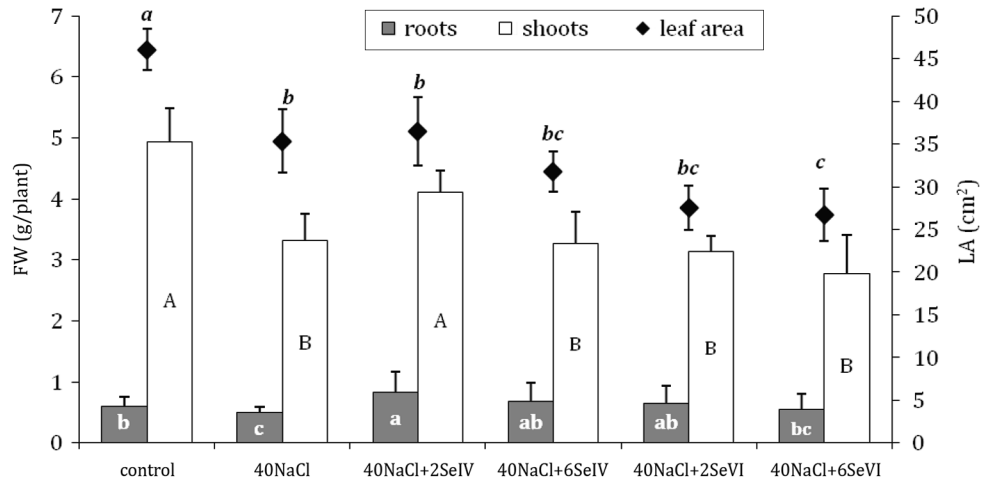 roots shoots leaf area
7
6
5
4
3
2
1
0
FW (g/plant)
50
45
40
35
30
25
20
15
10
5
0
LA (cm²)
a
b
b
bc
bc
c
A
B
A
B
B
B
b
c
a
ab
ab
bc
control 40NaCl 40NaCl+2SeIV 40NaCl+6SeIV 40NaCl+2SeVI 40NaCl+6SeVI